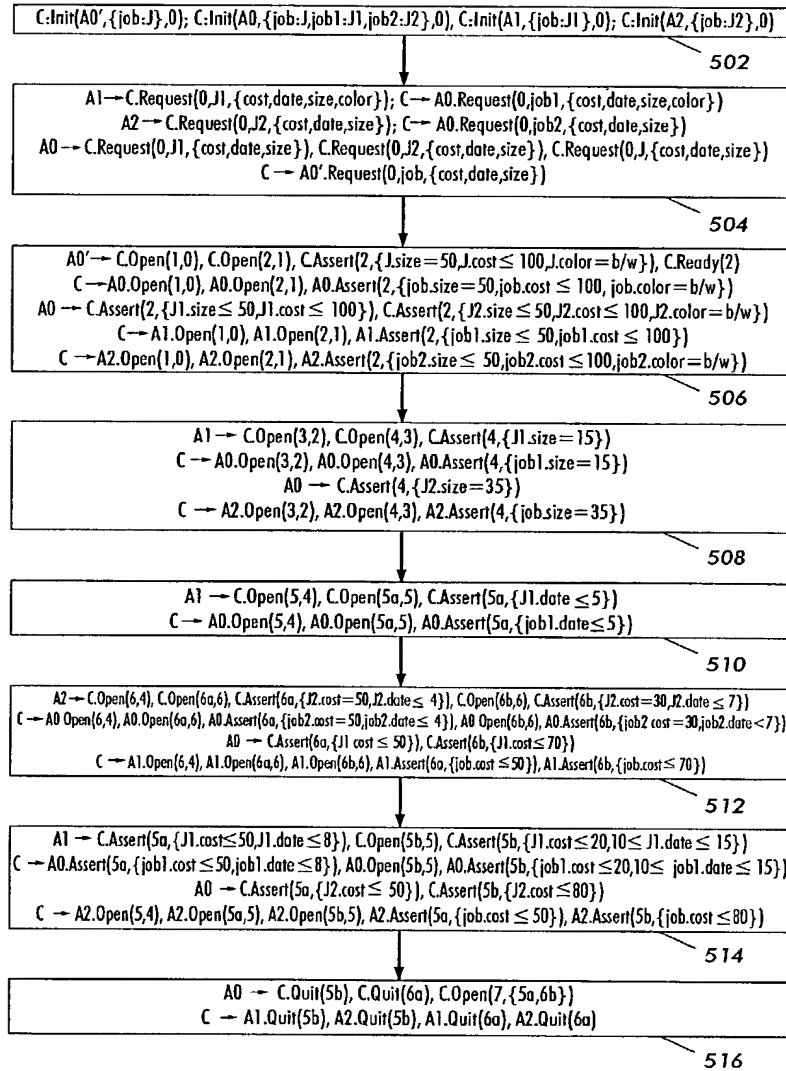 C:Init(A0',{job:J},0); C:Init(A0,{job:J,job1:J1,job2:J2},0), C:Init(A1,{job:J1},0); C:Init(A2,{job:J2},0)
502
A1→C.Request(0,J1,{cost,date,size,color}); C→ A0.Request(0,job1,{cost,date,size,color})
A2→C.Request(0,J2,{cost,date,size}); C→ A0.Request(0,job2,{cost,date,size})
A0→C.Request(0,J1,{cost,date,size}), C.Request(0,J2,{cost,date,size}), C.Request(0,J,{cost,date,size})
C → A0'.Request(0,job,{cost,date,size})
504
A0'→ C.Open(1,0), C.Open(2,1), C.Assert(2,{J.size=50,J.cost≤ 100,J.color=b/w}), C.Ready(2)
C→A0.Open(1,0), A0.Open(2,1), A0.Assert(2,{job.size=50,job.cost≤ 100, job.color=b/w})
A0 → C.Assert(2,{J1.size≤ 50,J1.cost≤ 100}), C.Assert(2,{J2.size≤ 50,J2.cost≤ 100,J2.color=b/w})
C→A1.Open(1,0), A1.Open(2,1), A1.Assert(2,{job1.size≤ 50,job1.cost≤ 100})
C →A2.Open(1,0), A2.Open(2,1), A2.Assert(2,{job2.size≤ 50,job2.cost≤100,job2.color=b/w})
506
A1 → C.Open(3,2), C.Open(4,3), C.Assert(4,{J1.size=15})
C → A0.Open(3,2), A0.Open(4,3), A0.Assert(4,{job1.size=15})
A0 → C.Assert(4,{J2.size=35})
C → A2.Open(3,2), A2.Open(4,3), A2.Assert(4,{job.size=35})
508
A1 → C.Open(5,4), C.Open(5a,5), C.Assert(5a,{J1.date ≤5})
C → A0.Open(5,4), A0.Open(5a,5), A0.Assert(5a,{job1.date≤5})
510
A2→ C.Open(6,4), C.Open(6a,6), C.Assert(6a,{J2.cost=50,J2.date≤ 4}), C.Open(6b,6), C.Assert(6b,{J2.cost=30,J2.date ≤ 7})
C →A0 Open(6,4), A0.Open(6a,6), A0.Assert(6a,{job2.cost=50,job2.date≤ 4}), A0 Open(6b,6), A0.Assert(6b,{job2 cost=30,job2.date<7})
A0 → C.Assert(6a,{J1 cost≤ 50}), C.Assert(6b,{J1.cost≤70})
C → A1.Open(6,4), A1.Open(6a,6), A1.Open(6b,6), A1.Assert(6a,{job.cost ≤50}), A1.Assert(6b,{job.cost≤ 70})
512
A1 → C.Assert(5a,{J1.cost≤50,J1.date≤8}), C.Open(5b,5), C.Assert(5b,{J1.cost≤20,10≤ J1.date≤ 15})
C →A0.Assert(5a,{job1.cost≤50,job1.date≤8}), A0.Open(5b,5), A0.Assert(5b,{job1.cost≤20,10≤ job1.date≤ 15})
A0 → C.Assert(5a,{J2.cost≤ 50}), C.Assert(5b,{J2.cost≤80})
C → A2.Open(5,4), A2.Open(5a,5), A2.Open(5b,5), A2.Assert(5a,{job.cost ≤ 50}), A2.Assert(5b,{job.cost ≤80})
514
A0 → C.Quit(5b), C.Quit(6a), C.Open(7,{5a,6b})
C → A1.Quit(5b), A2.Quit(5b), A1.Quit(6a), A2.Quit(6a)
516